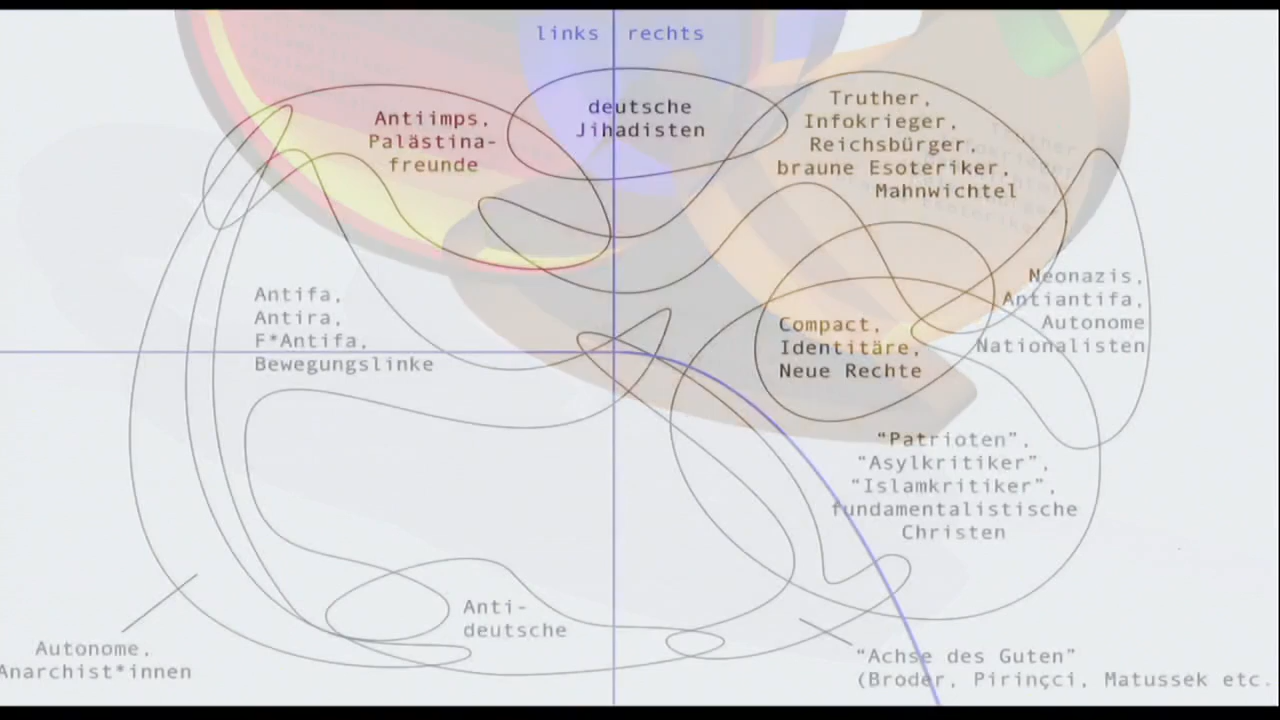 links rechts
deutsche
Jihadisten
Antiimps,
Palästina-
freunde
Truther,
Infokrieger,
Reichsbürger,
braune Esoteriker,
Mahnwichtel
Antifa,
Antira,
F*Antifa,
Bewegungslinke
Compact,
Identitäre,
Neue Rechte
Neonazis,
Antiantifa,
Autonome
Nationalisten
"Patrioten",
"Asylkritiker",
"Islamkritiker",
fundamentalistische
Christen
Anti-
deutsche
Autonome,
Anarchist*innen
"Achse des Guten"
(Broder, Pirinçci, Matussek etc.